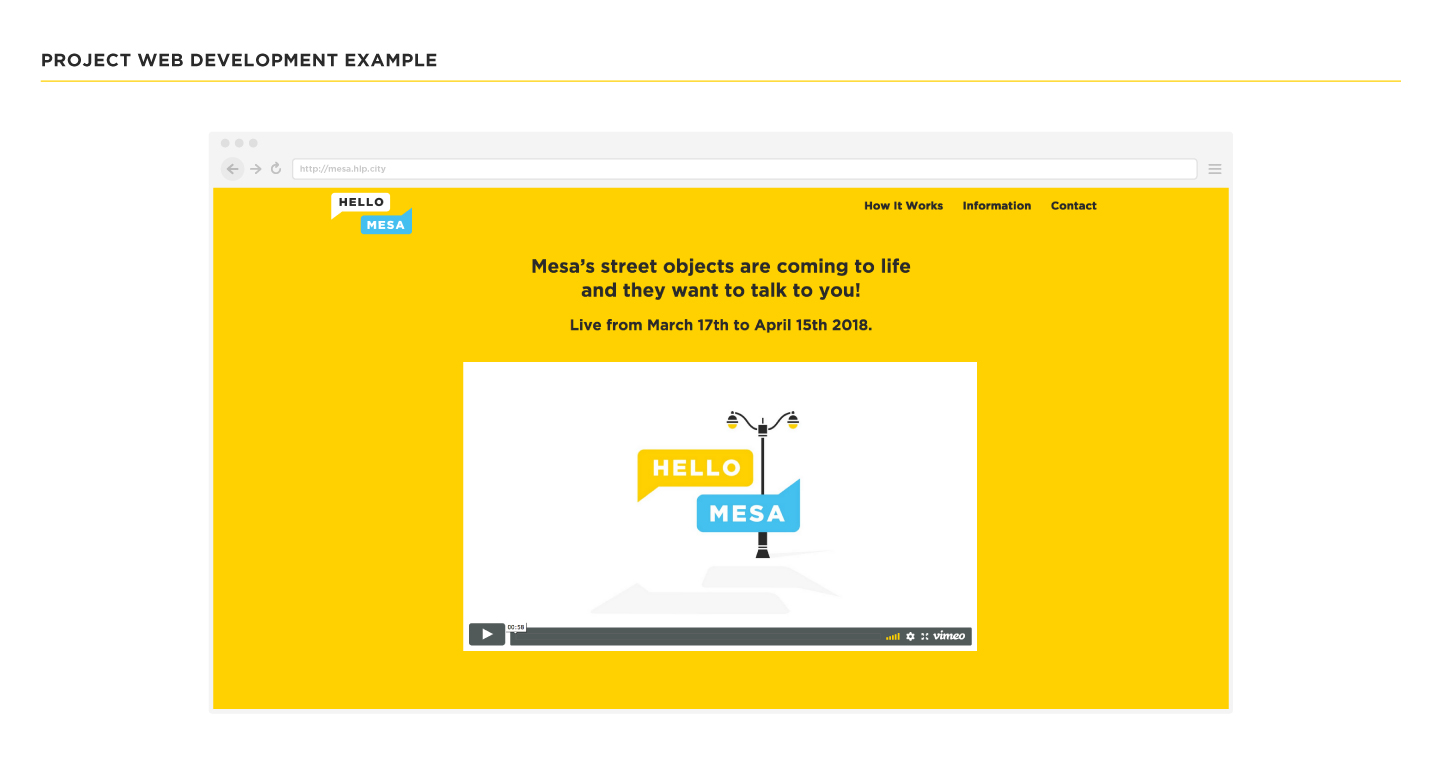 PROJECT WEB DEVELOPMENT EXAMPLE
http://mesa.hlp.city
HELLO
MESA
How It Works Information Contact
Mesa’s street objects are coming to life
and they want to talk to you!
Live from March 17th to April 15th 2018.
HELLO
MESA
00:58
vimeo